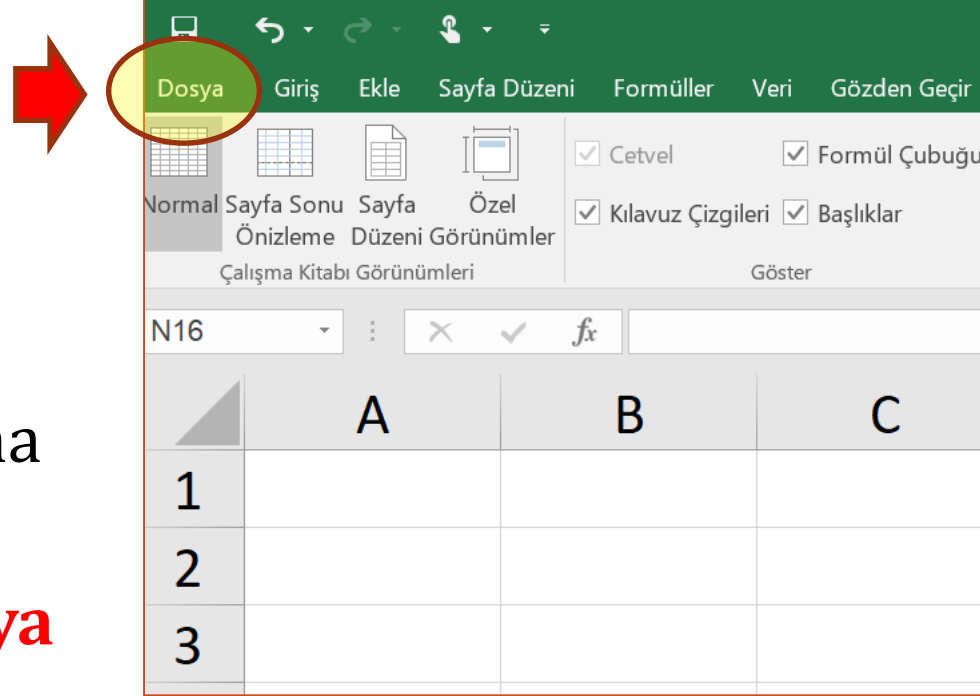 Dosya Giriş Ekle Sayfa Düzeni Formüller Veri Gözden Geçir
Normal Sayfa Sonu Önizleme Sayfa Düzeni Özel Görünümler
Cetvel Formül Çubuğu
Kılavuz Çizgileri Başlıklar
Çalışma Kitabı Görünümleri Göster
N16 fx
A B C
1
2
3